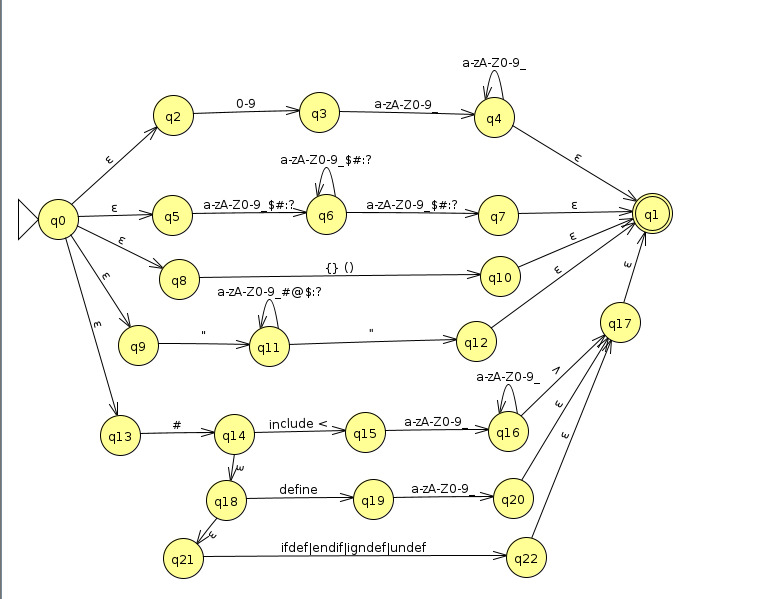 a-zA-Z0-9_
q2
0-9
q3
a-zA-Z0-9_
q4
ε
ε
a-zA-Z0-9_$#:?
q0
ε
q5
a-zA-Z0-9_$#:?
q6
a-zA-Z0-9_$#:?
q7
ε
q1
ε
q8
{} ()
q10
ε
ε
a-zA-Z0-9_#@$:?
ε
q9
"
q11
"
q12
ε
q17
ε
ε
q13
#
q14
include <
q15
a-zA-Z0-9_
a-zA-Z0-9_
q16
>
ε
q18
define
q19
a-zA-Z0-9_
q20
ε
ε
q21
ifdef|endif|igndef|undef
q22
ε